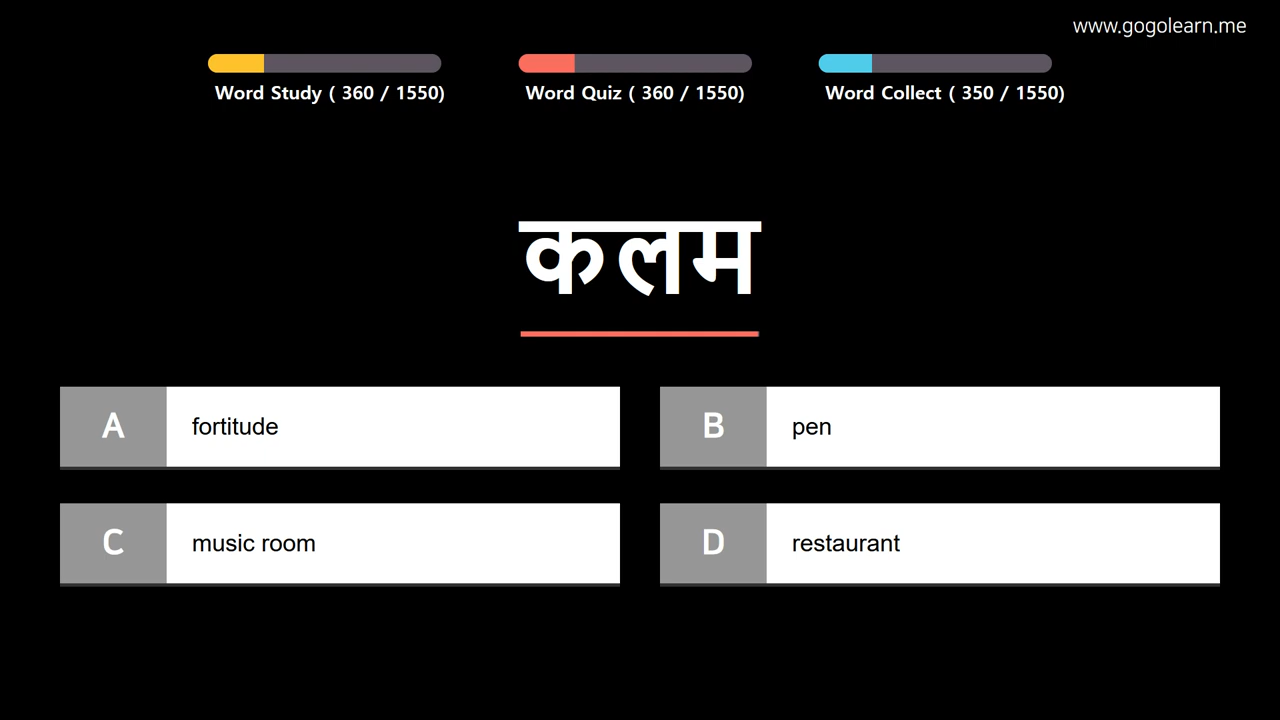 www.gogolearn.me
Word Study ( 360 / 1550)
Word Quiz ( 360 / 1550)
Word Collect ( 350 / 1550)
कलम
A fortitude
B pen
C music room
D restaurant